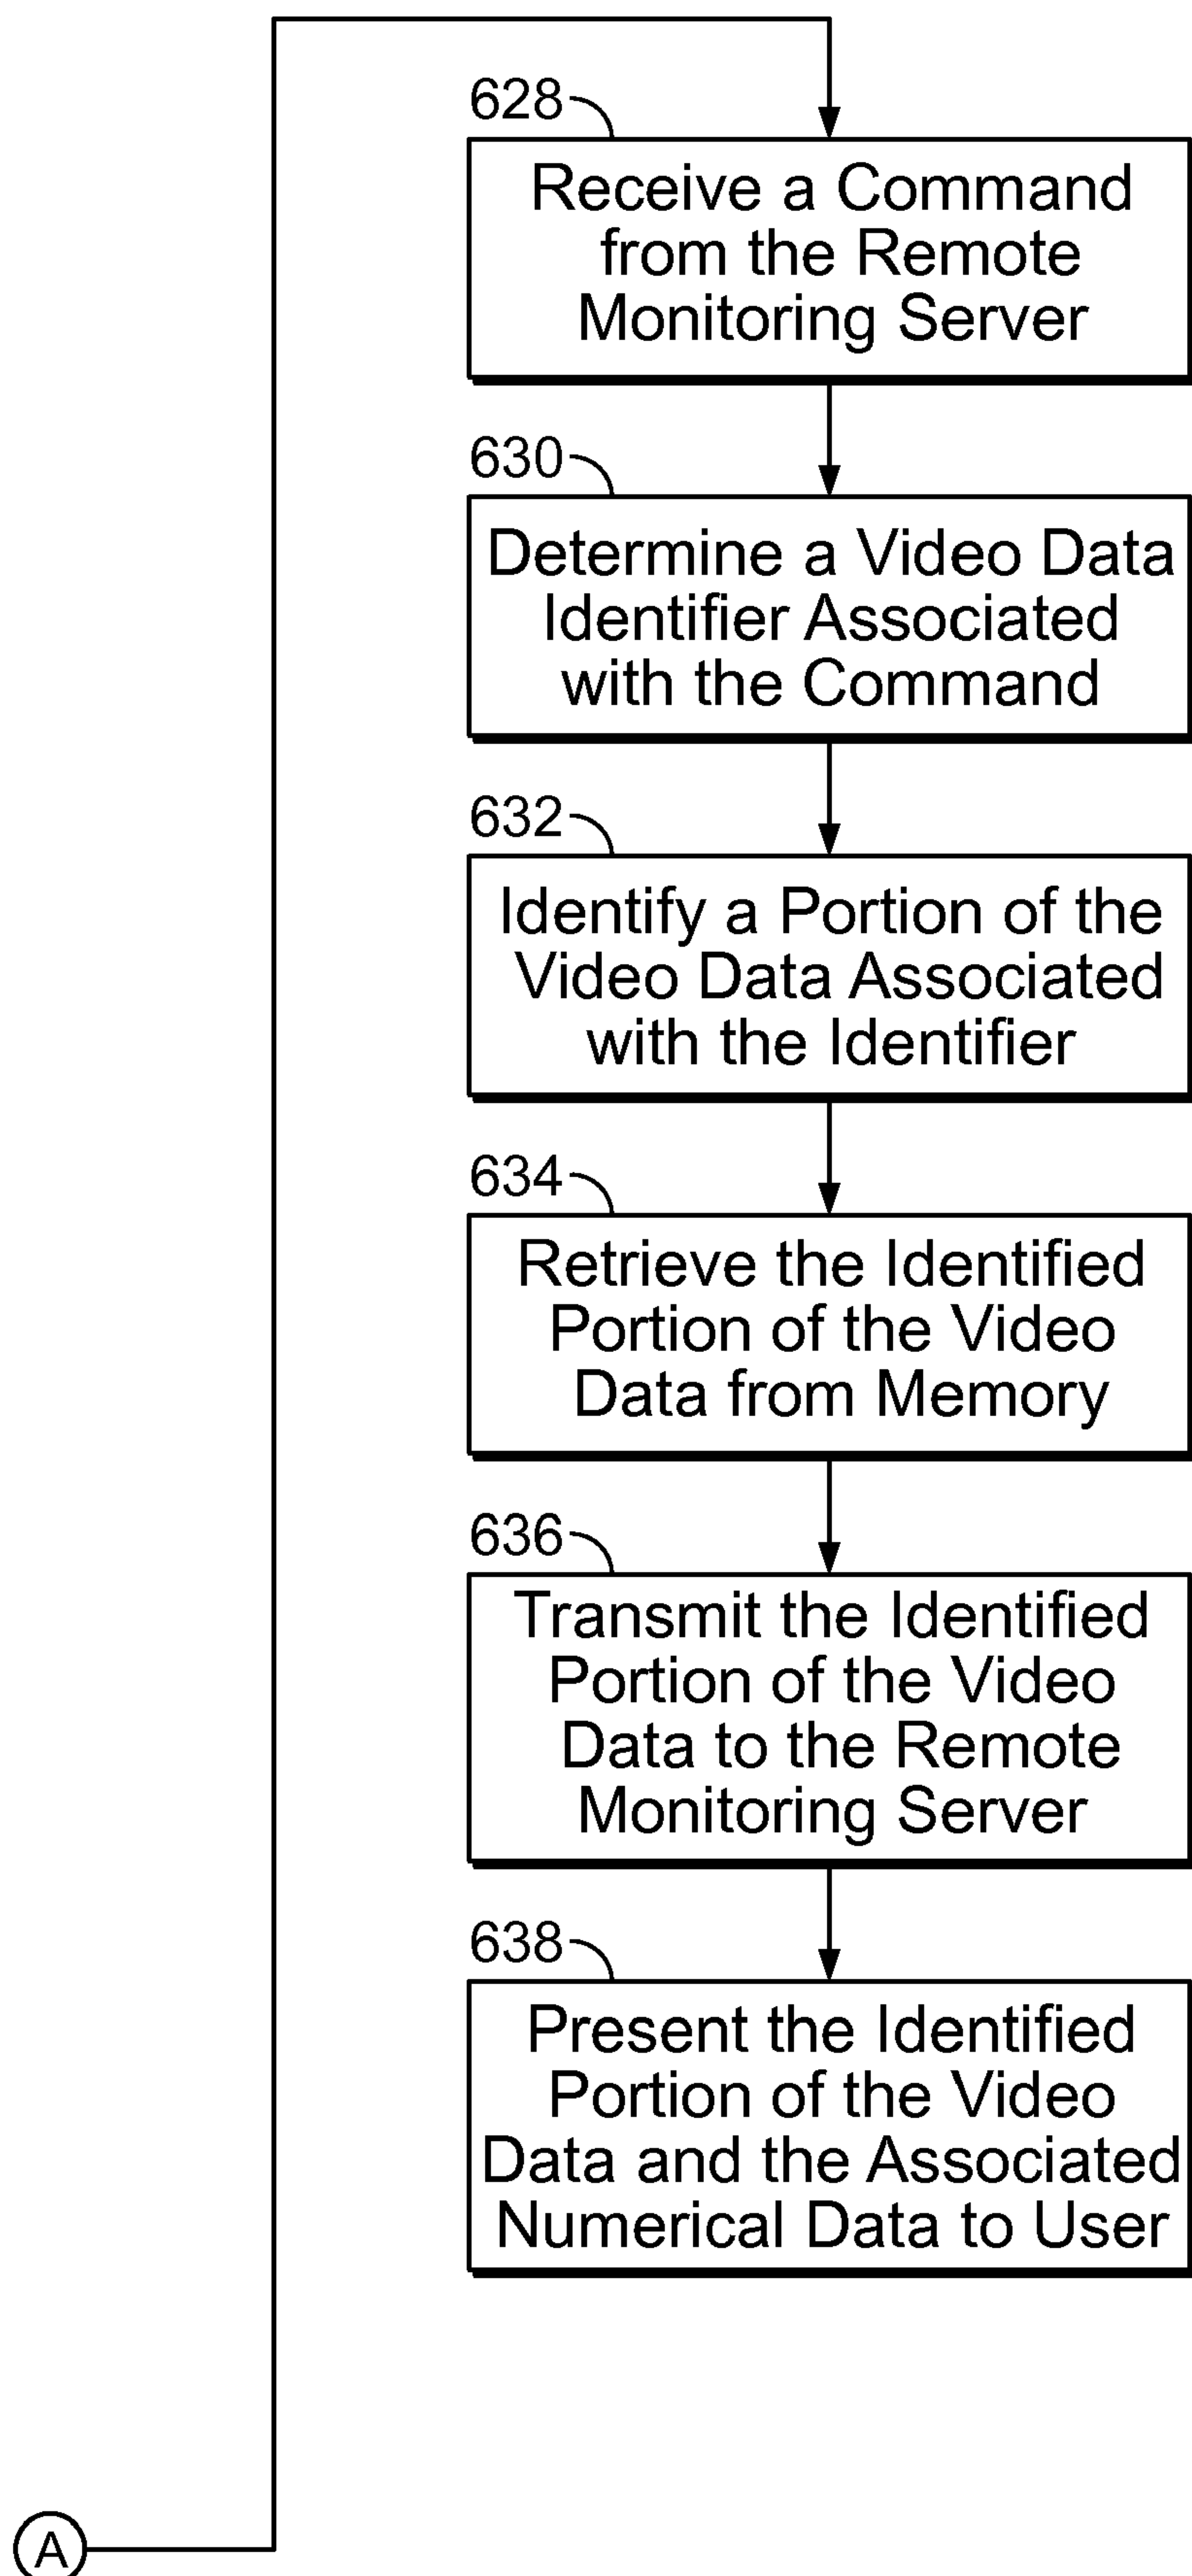 628
Receive a Command
from the Remote
Monitoring Server
630
Determine a Video Data
Identifier Associated
with the Command
632
Identify a Portion of the
Video Data Associated
with the Identifier
634
Retrieve the Identified
Portion of the Video
Data from Memory
636
Transmit the Identified
Portion of the Video
Data to the Remote
Monitoring Server
638
Present the Identified
Portion of the Video
Data and the Associated
Numerical Data to User
A